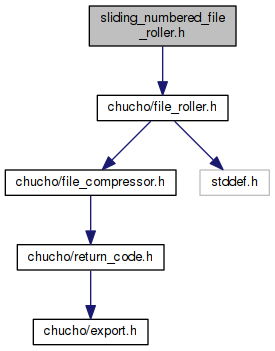 sliding_numbered_file
_roller.h
chucho/file_roller.h
chucho/file_compressor.h
stddef.h
chucho/return_code.h
chucho/export.h